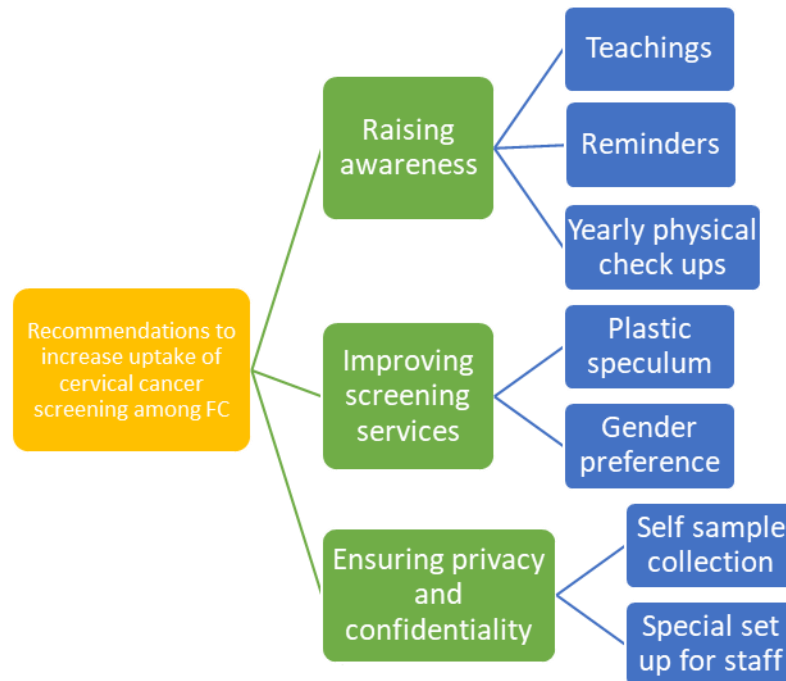 Recommendations to
increase uptake of
cervical cancer
screening among FC
Raising
awareness
Teachings
Reminders
Yearly physical
check ups
Improving
screening
services
Plastic
speculum
Gender
preference
Ensuring privacy
and
confidentiality
Self sample
collection
Special set
up for staff